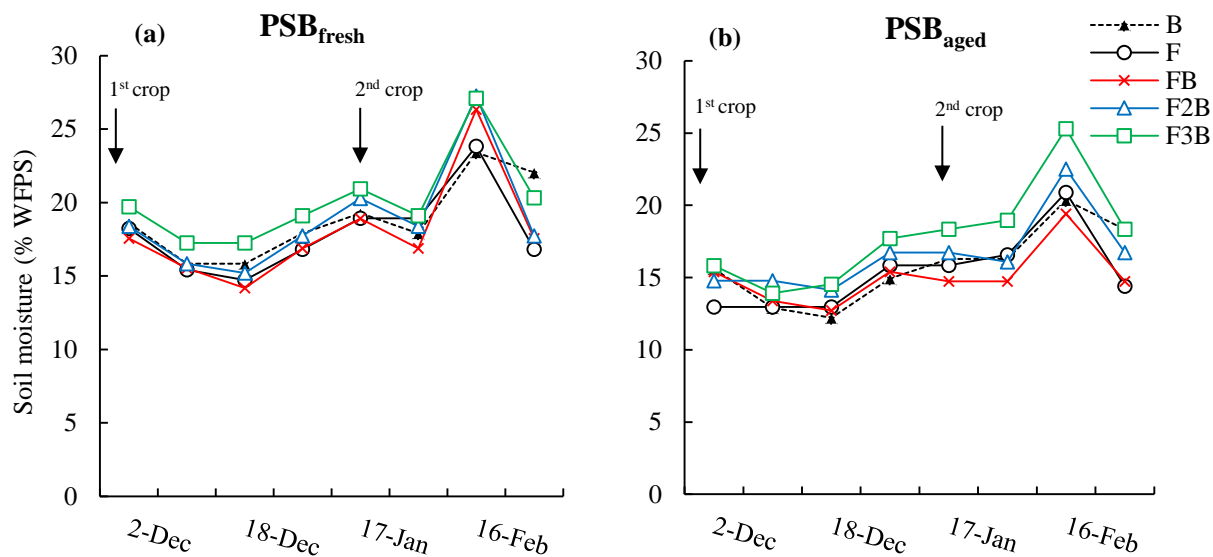 (a) PSBfresh
Soil moisture (% WFPS)
30
25
20
15
10
5
0
1st crop
2nd crop
2-Dec 18-Dec 17-Jan 16-Feb
(b) PSBaged
30
25
20
15
10
5
0
1st crop
2nd crop
2-Dec 18-Dec 17-Jan 16-Feb
B
F
FB
F2B
F3B